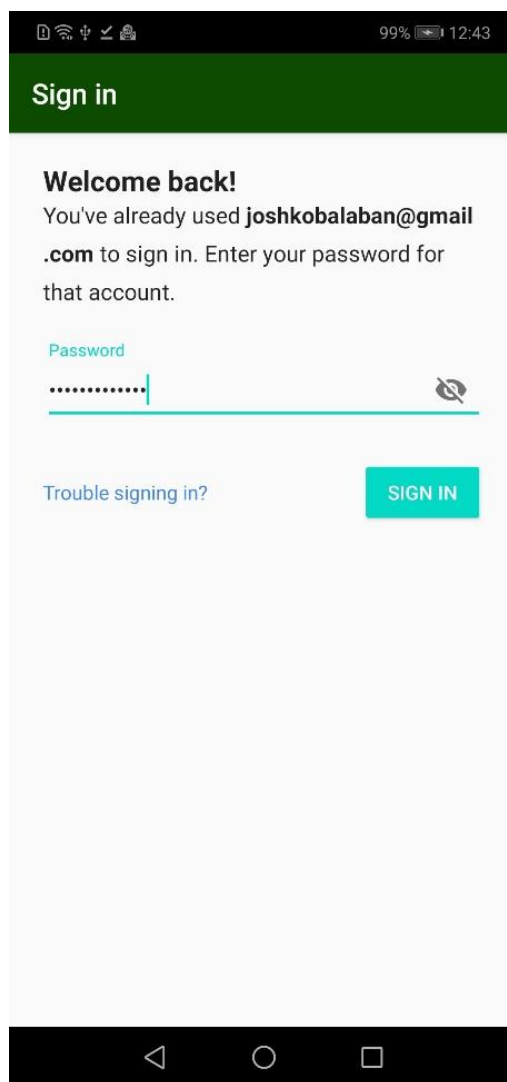 99% 12:43
Sign in
Welcome back!
You've already used joshkobalaban@gmail
.com to sign in. Enter your password for
that account.
Password
•••••••••••••
Trouble signing in? SIGN IN